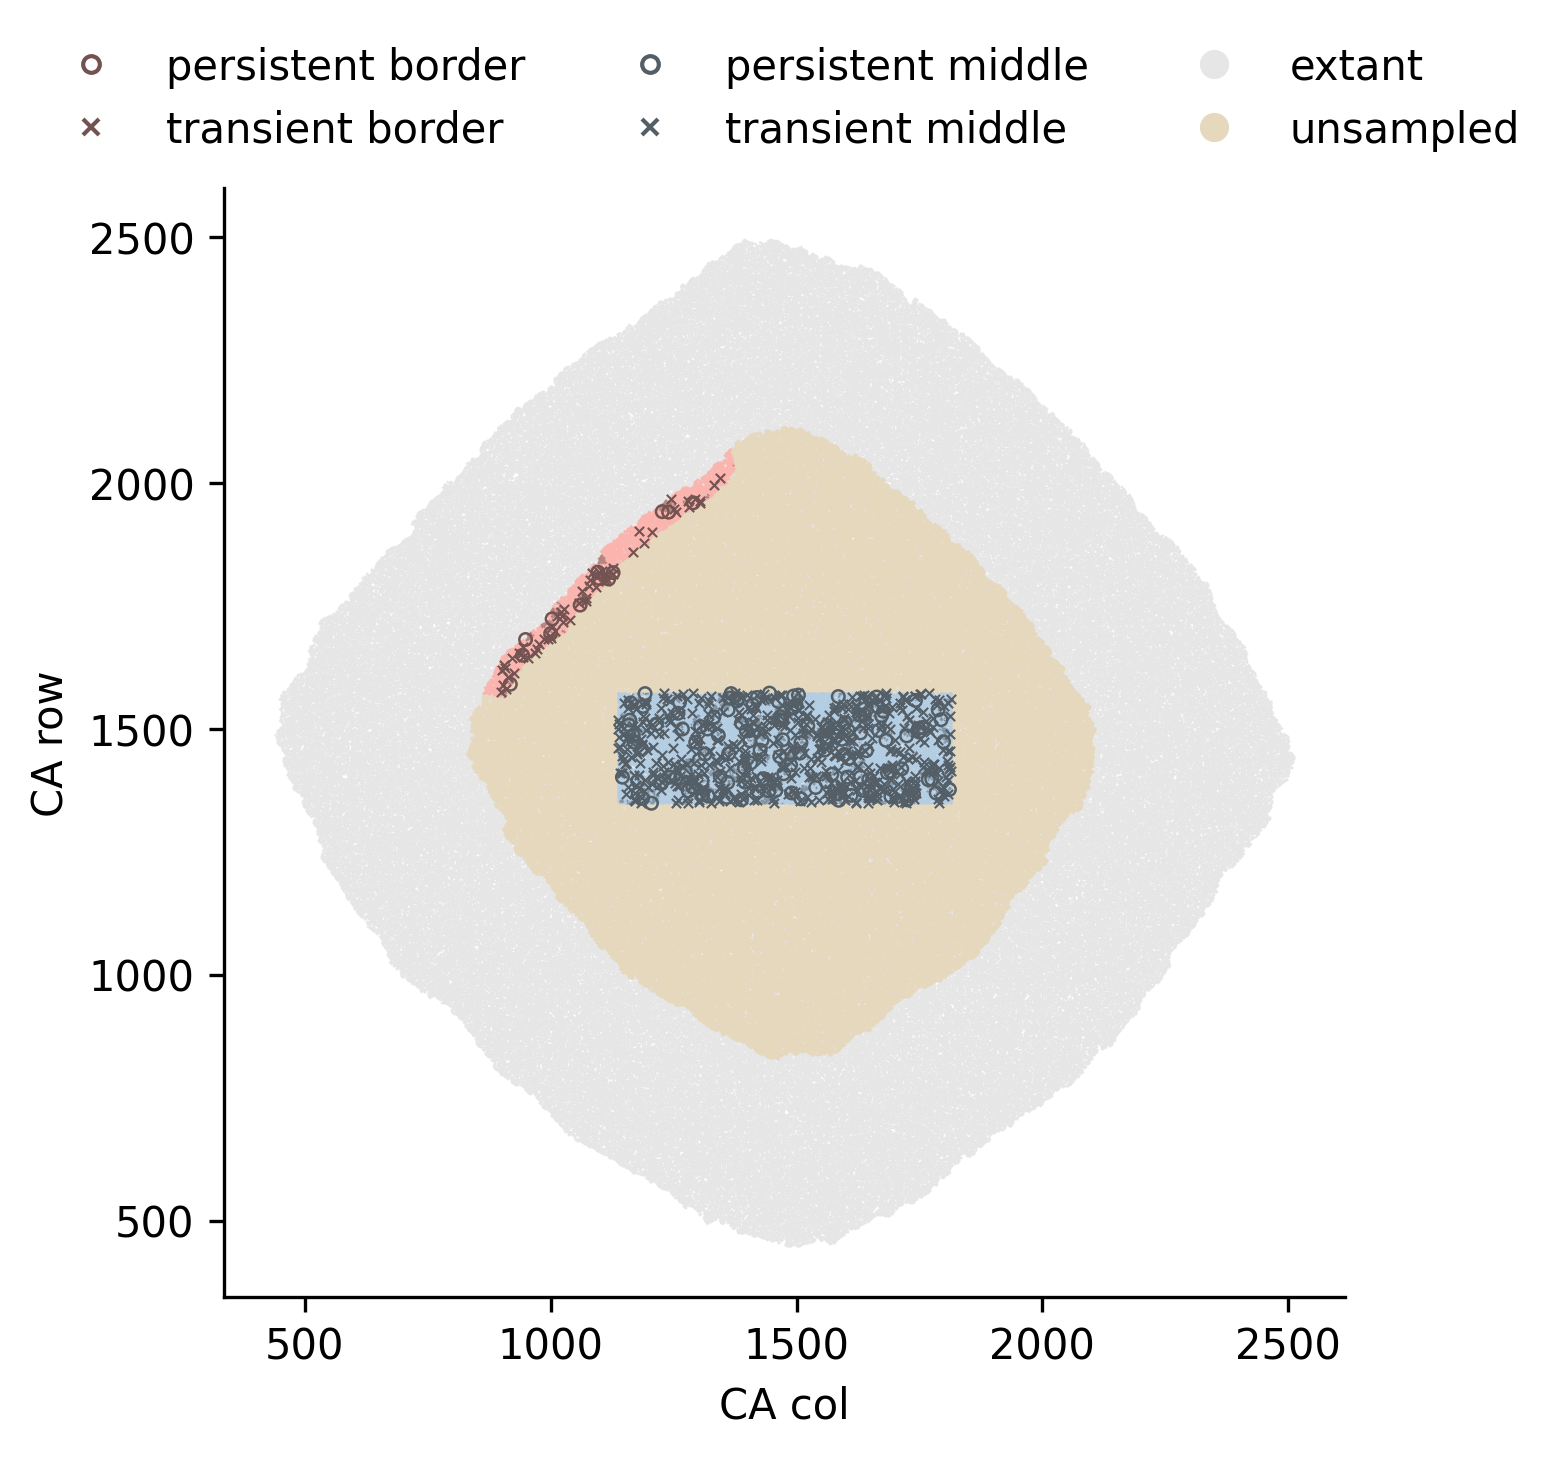 persistent border persistent middle extant
transient border transient middle unsampled
2500
2000
1500
1000
500
CA row
500 1000 1500 2000 2500
CA col